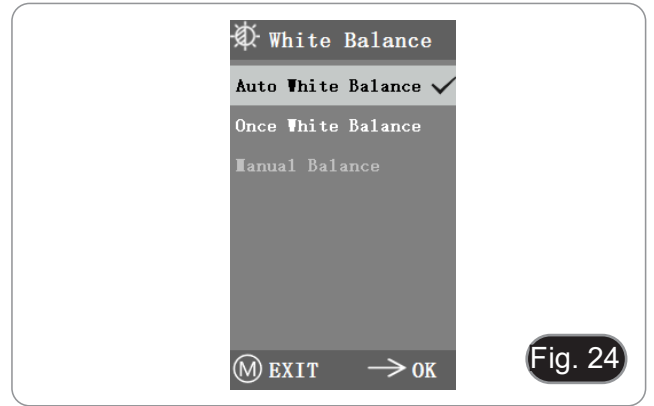 White Balance
Auto White Balance
Once White Balance
Manual Balance
M EXIT → OK
Fig. 24